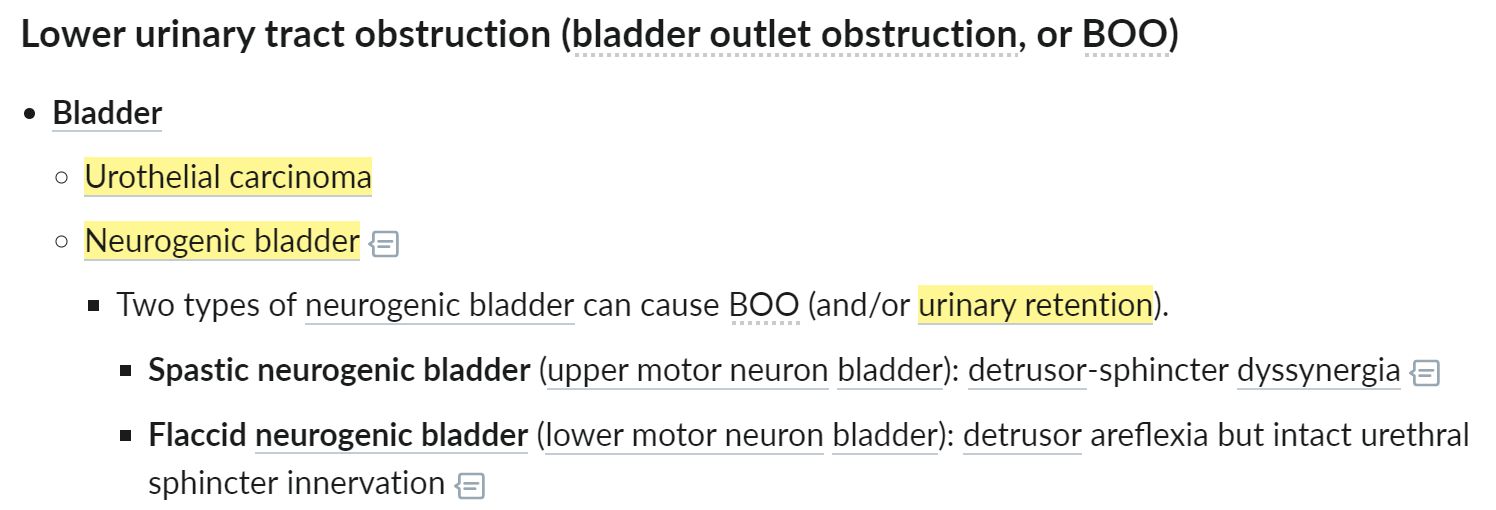 Lower urinary tract obstruction (bladder outlet obstruction, or BOO)
• Bladder
○ Urothelial carcinoma
○ Neurogenic bladder
▪ Two types of neurogenic bladder can cause BOO (and/or urinary retention).
▪ Spastic neurogenic bladder (upper motor neuron bladder): detrusor-sphincter dyssynergia
▪ Flaccid neurogenic bladder (lower motor neuron bladder): detrusor areflexia but intact urethral
sphincter innervation